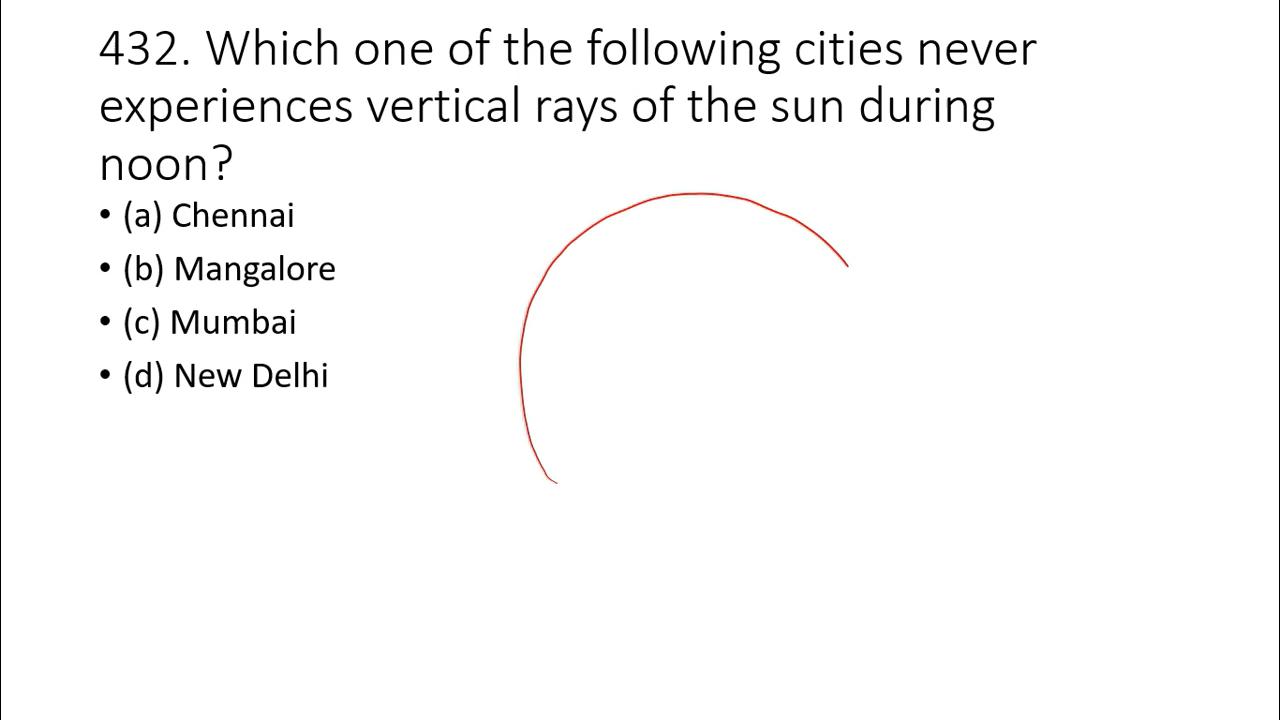 432. Which one of the following cities never
experiences vertical rays of the sun during
noon?
• (a) Chennai
• (b) Mangalore
• (c) Mumbai
• (d) New Delhi